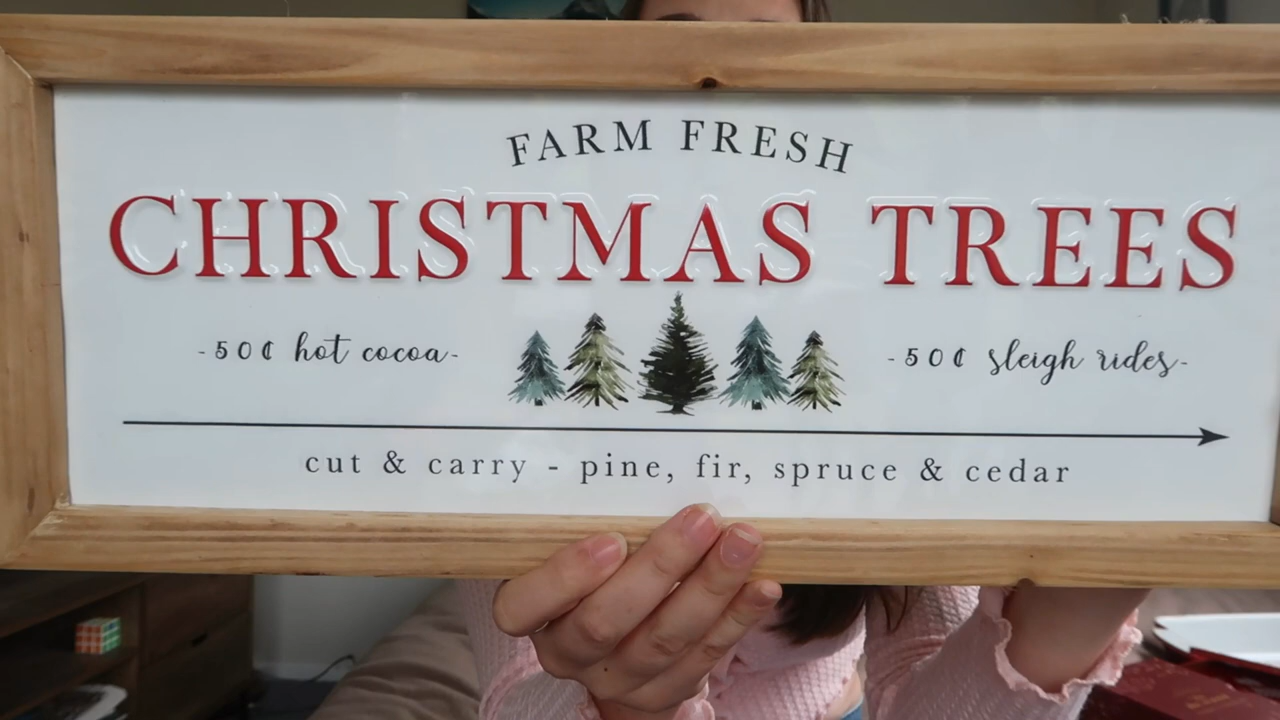 FARM FRESH
CHRISTMAS TREES
-50¢ hot cocoa-
-50¢ sleigh rides-
cut & carry - pine, fir, spruce & cedar